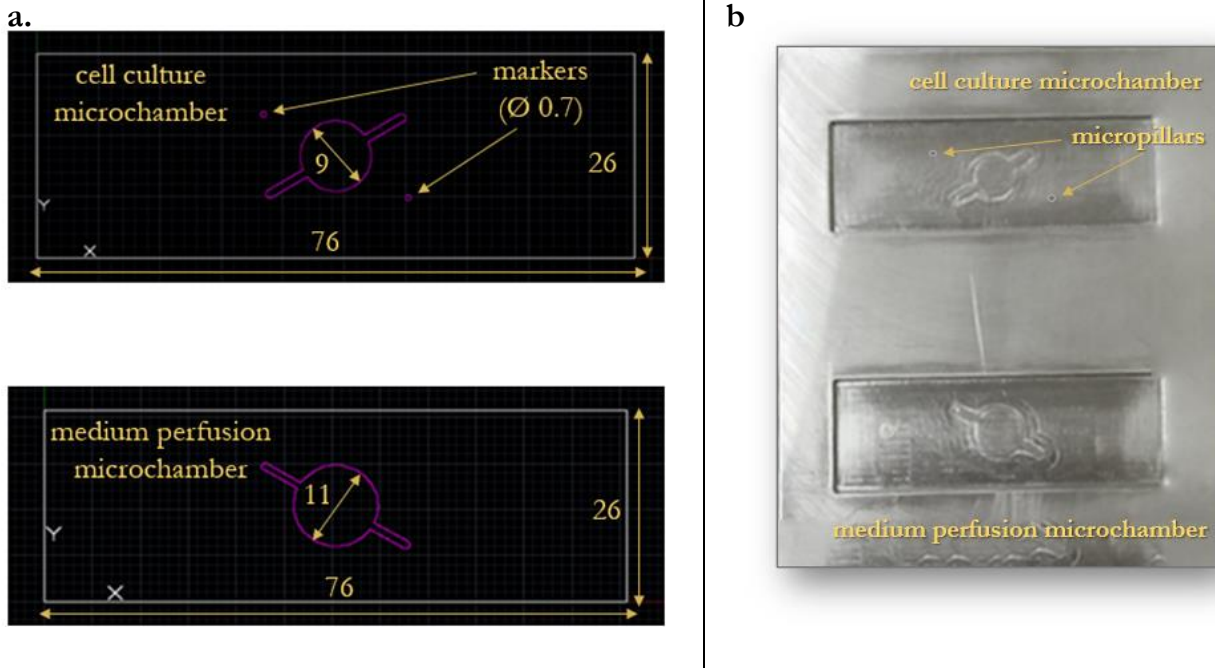 a.
cell culture
microchamber
markers
(Ø 0.7)
9
26
Y
X
76
medium perfusion
microchamber
11
26
Y
X
76
b
cell culture microchamber
micropillars
medium perfusion microchamber